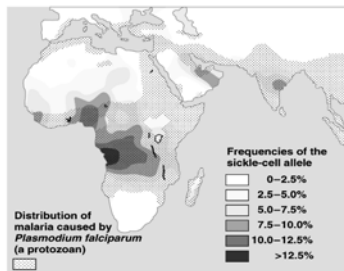 Frequencies of the
sickle-cell allele
0–2.5%
2.5–5.0%
5.0–7.5%
7.5–10.0%
10.0–12.5%
>12.5%
Distribution of
malaria caused by
Plasmodium falciparum
(a protozoan)